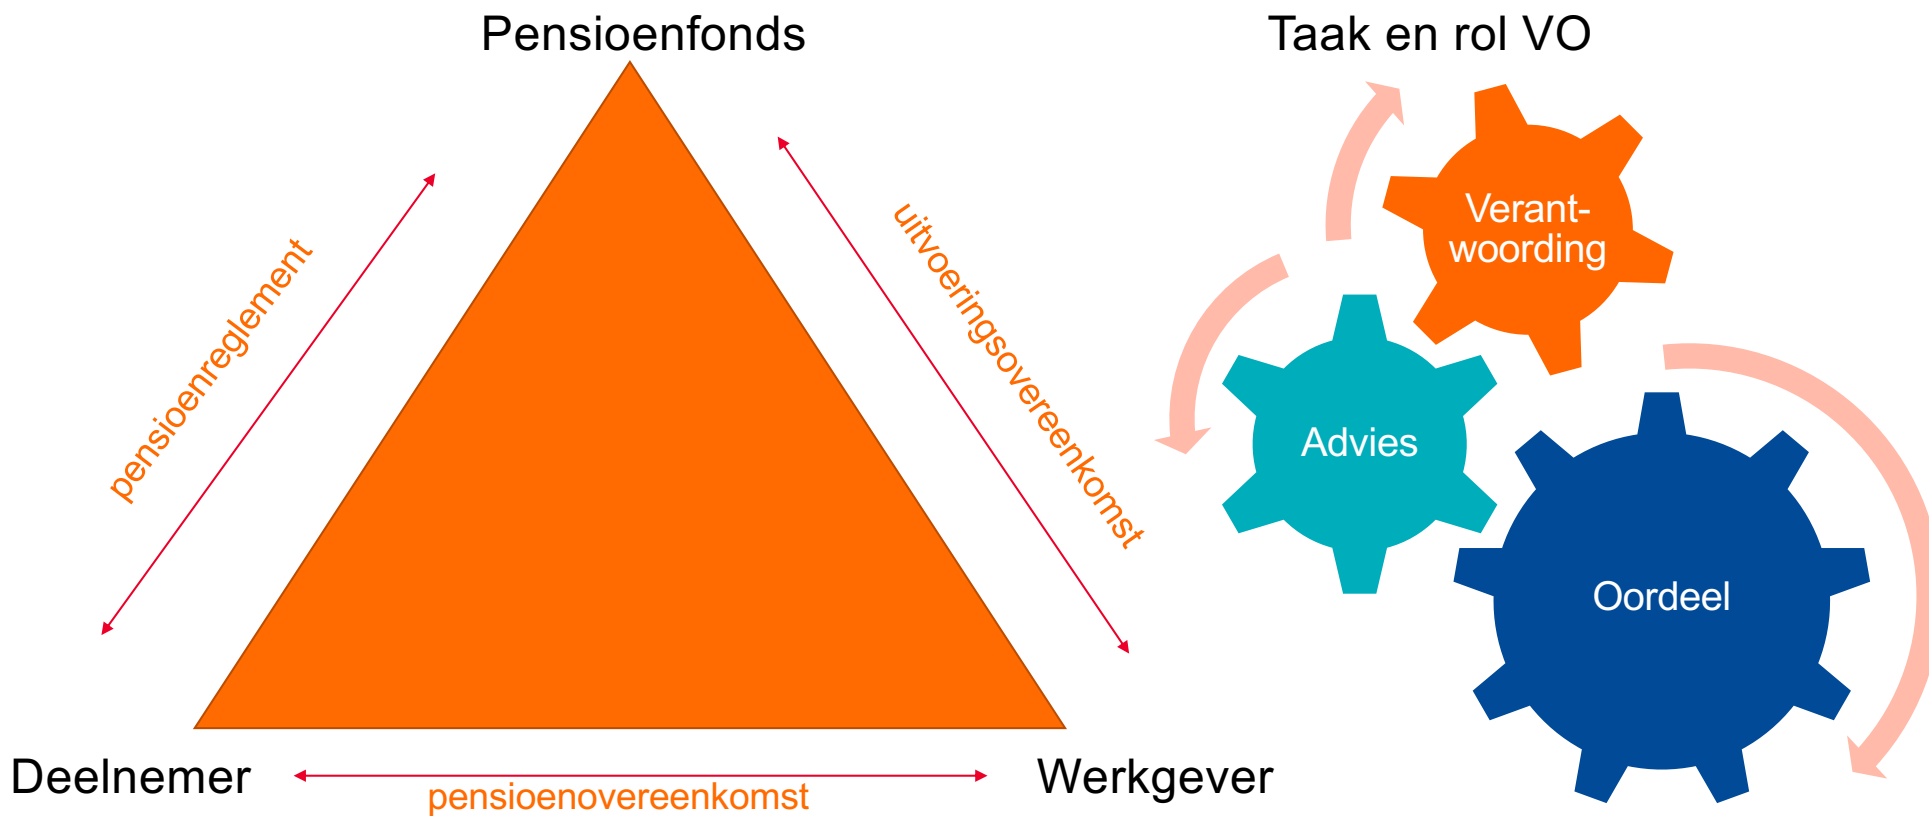 Pensioenfonds
pensioenreglement
uitvoeringsovereenkomst
Deelnemer
pensioenovereenkomst
Werkgever
Taak en rol VO
Verant-
woording
Advies
Oordeel